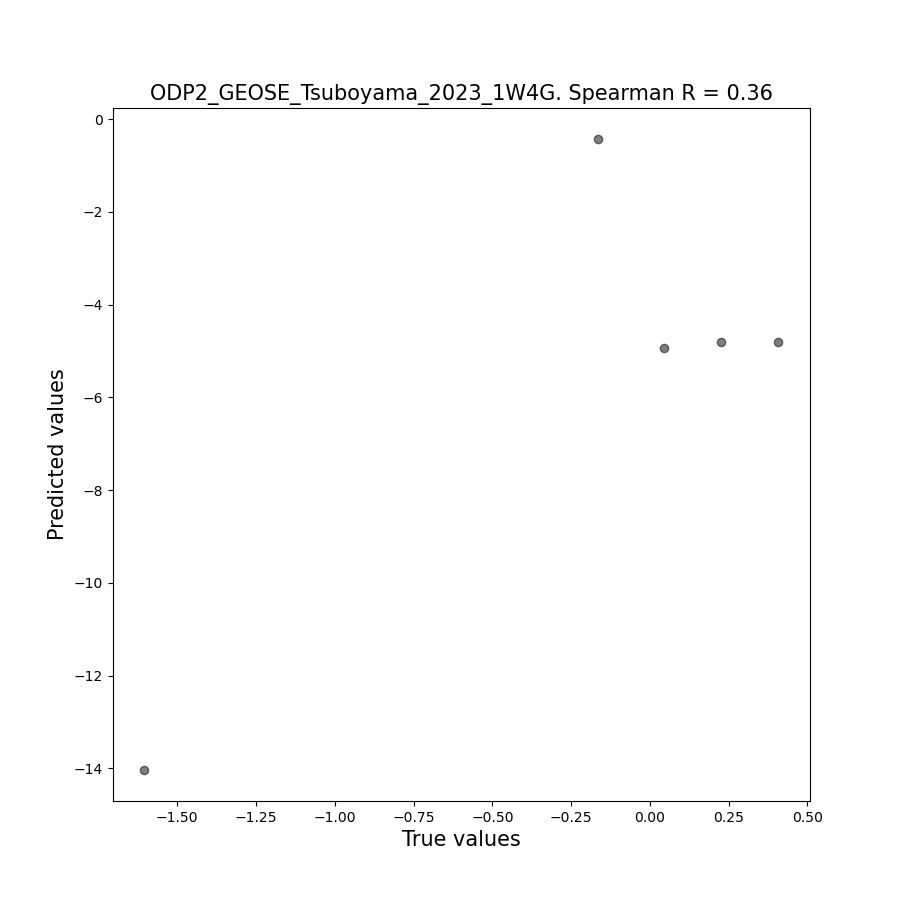 ODP2_GEOSE_Tsuboyama_2023_1W4G. Spearman R = 0.36
0
−2
−4
−6
−8
−10
−12
−14
Predicted values
−1.50 −1.25 −1.00 −0.75 −0.50 −0.25 0.00 0.25 0.50
True values